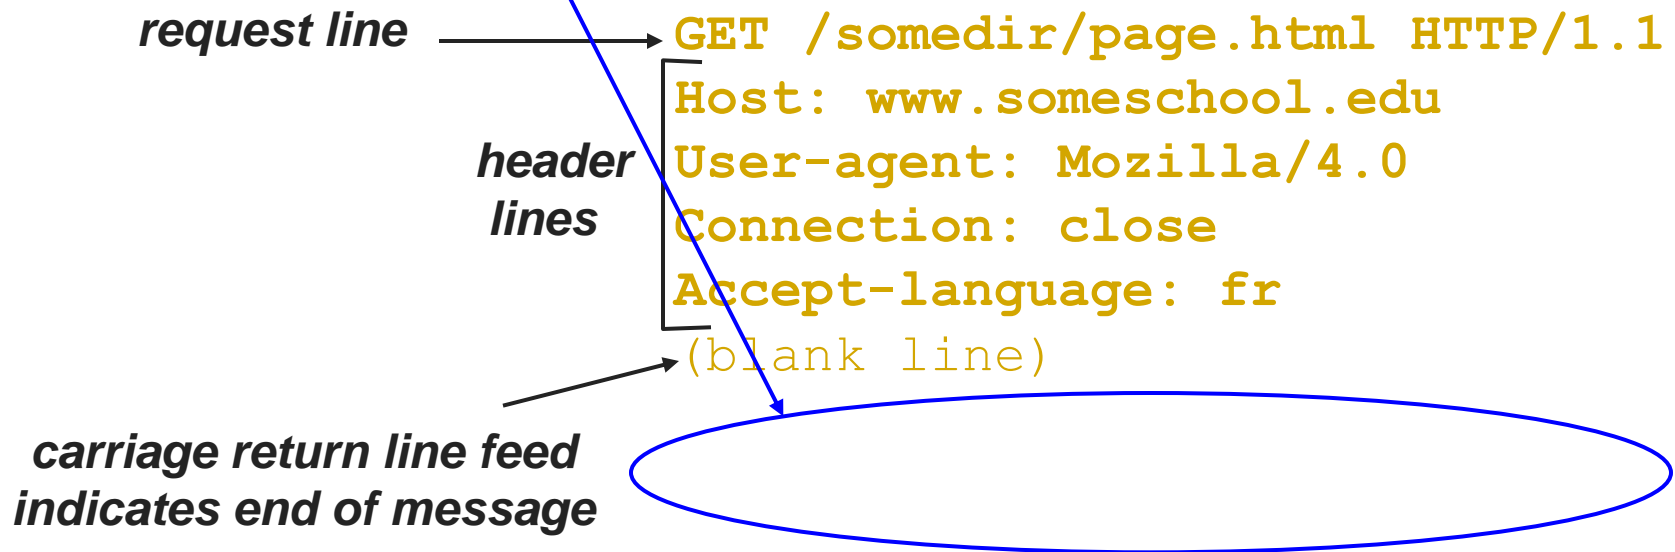 request line
GET /somedir/page.html HTTP/1.1
Host: www.someschool.edu
header
lines
User-agent: Mozilla/4.0
Connection: close
Accept-language: fr
(blank line)
carriage return line feed
indicates end of message